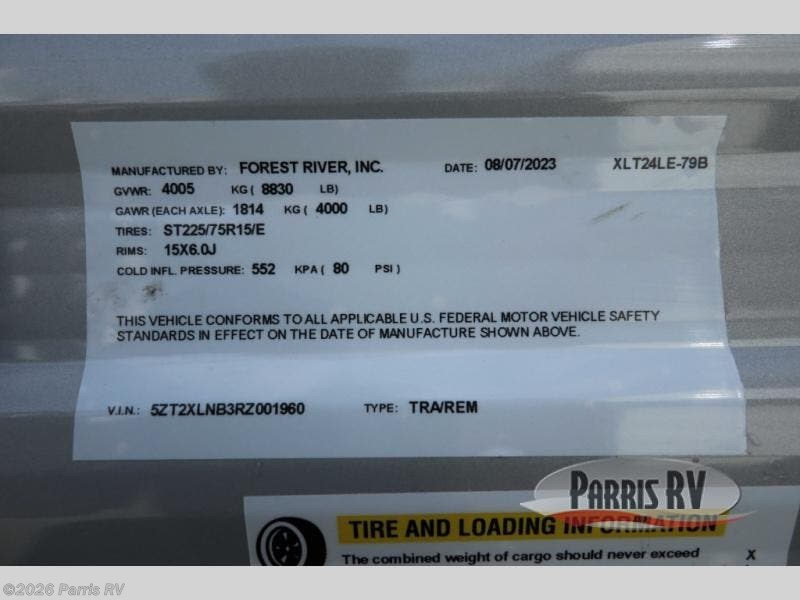 MANUFACTURED BY: FOREST RIVER, INC. DATE: 08/07/2023 XLT24LE-79B
GVWR: 4005 KG ( 8830 LB)
GAWR (EACH AXLE): 1814 KG ( 4000 LB)
TIRES: ST225/75R15/E
RIMS: 15X6.0J
COLD INFL. PRESSURE: 552 KPA ( 80 PSI )
THIS VEHICLE CONFORMS TO ALL APPLICABLE U.S. FEDERAL MOTOR VEHICLE SAFETY
STANDARDS IN EFFECT ON THE DATE OF MANUFACTURE SHOWN ABOVE.
V.I.N.: 5ZT2XLNB3RZ001960 TYPE: TRA/REM
PARRIS RV
TIRE AND LOADING INFORMATION
The combined weight of cargo should never exceed X
©2026 Parris RV